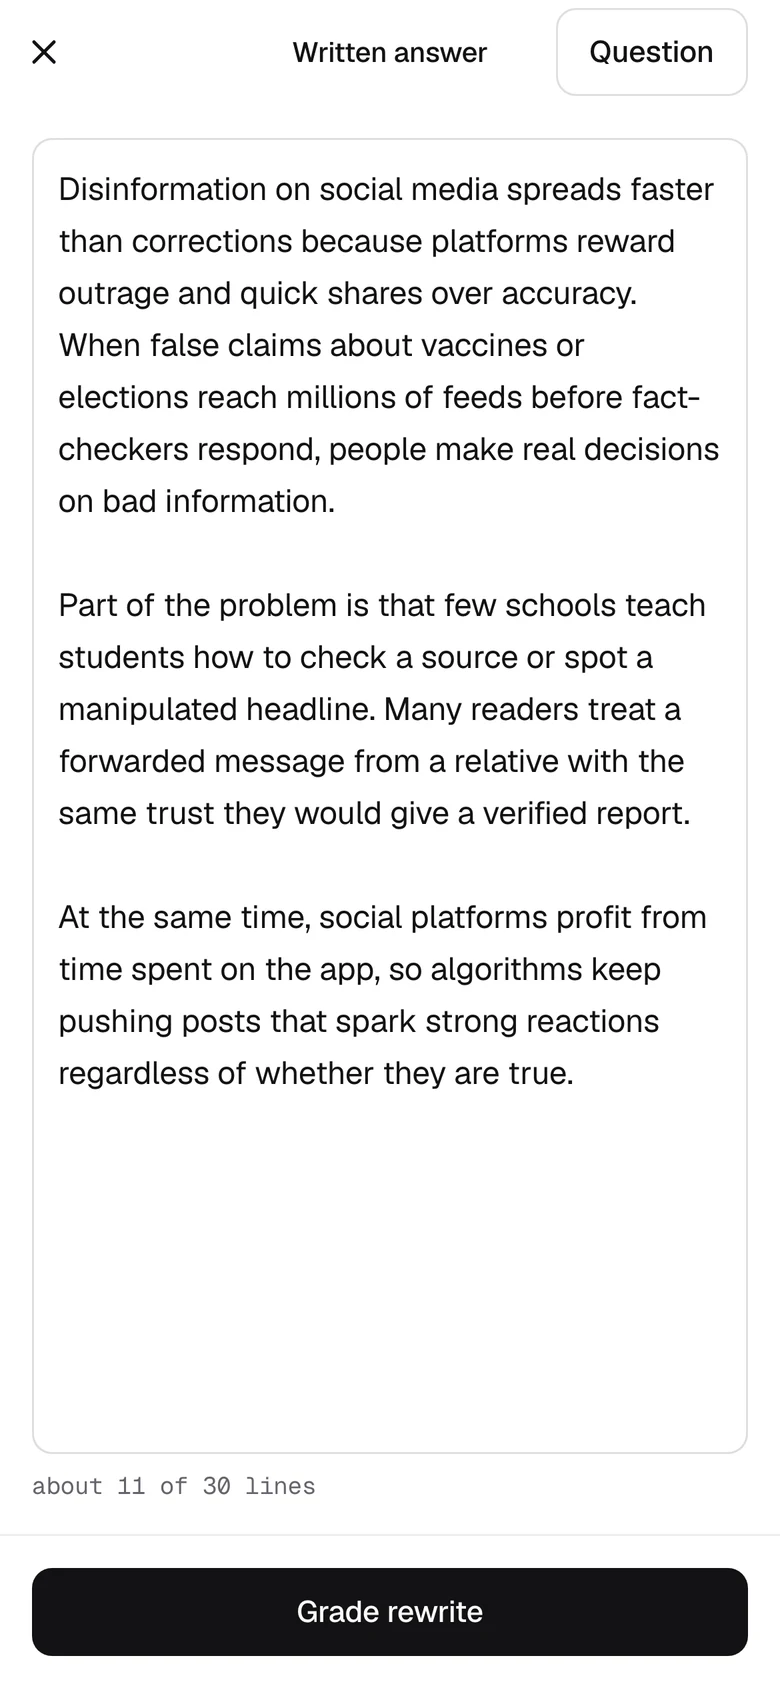 Written answer
Question
Disinformation on social media spreads faster
than corrections because platforms reward
outrage and quick shares over accuracy.
When false claims about vaccines or
elections reach millions of feeds before fact-
checkers respond, people make real decisions
on bad information.
Part of the problem is that few schools teach
students how to check a source or spot a
manipulated headline. Many readers treat a
forwarded message from a relative with the
same trust they would give a verified report.
At the same time, social platforms profit from
time spent on the app, so algorithms keep
pushing posts that spark strong reactions
regardless of whether they are true.
about 11 of 30 lines
Grade rewrite